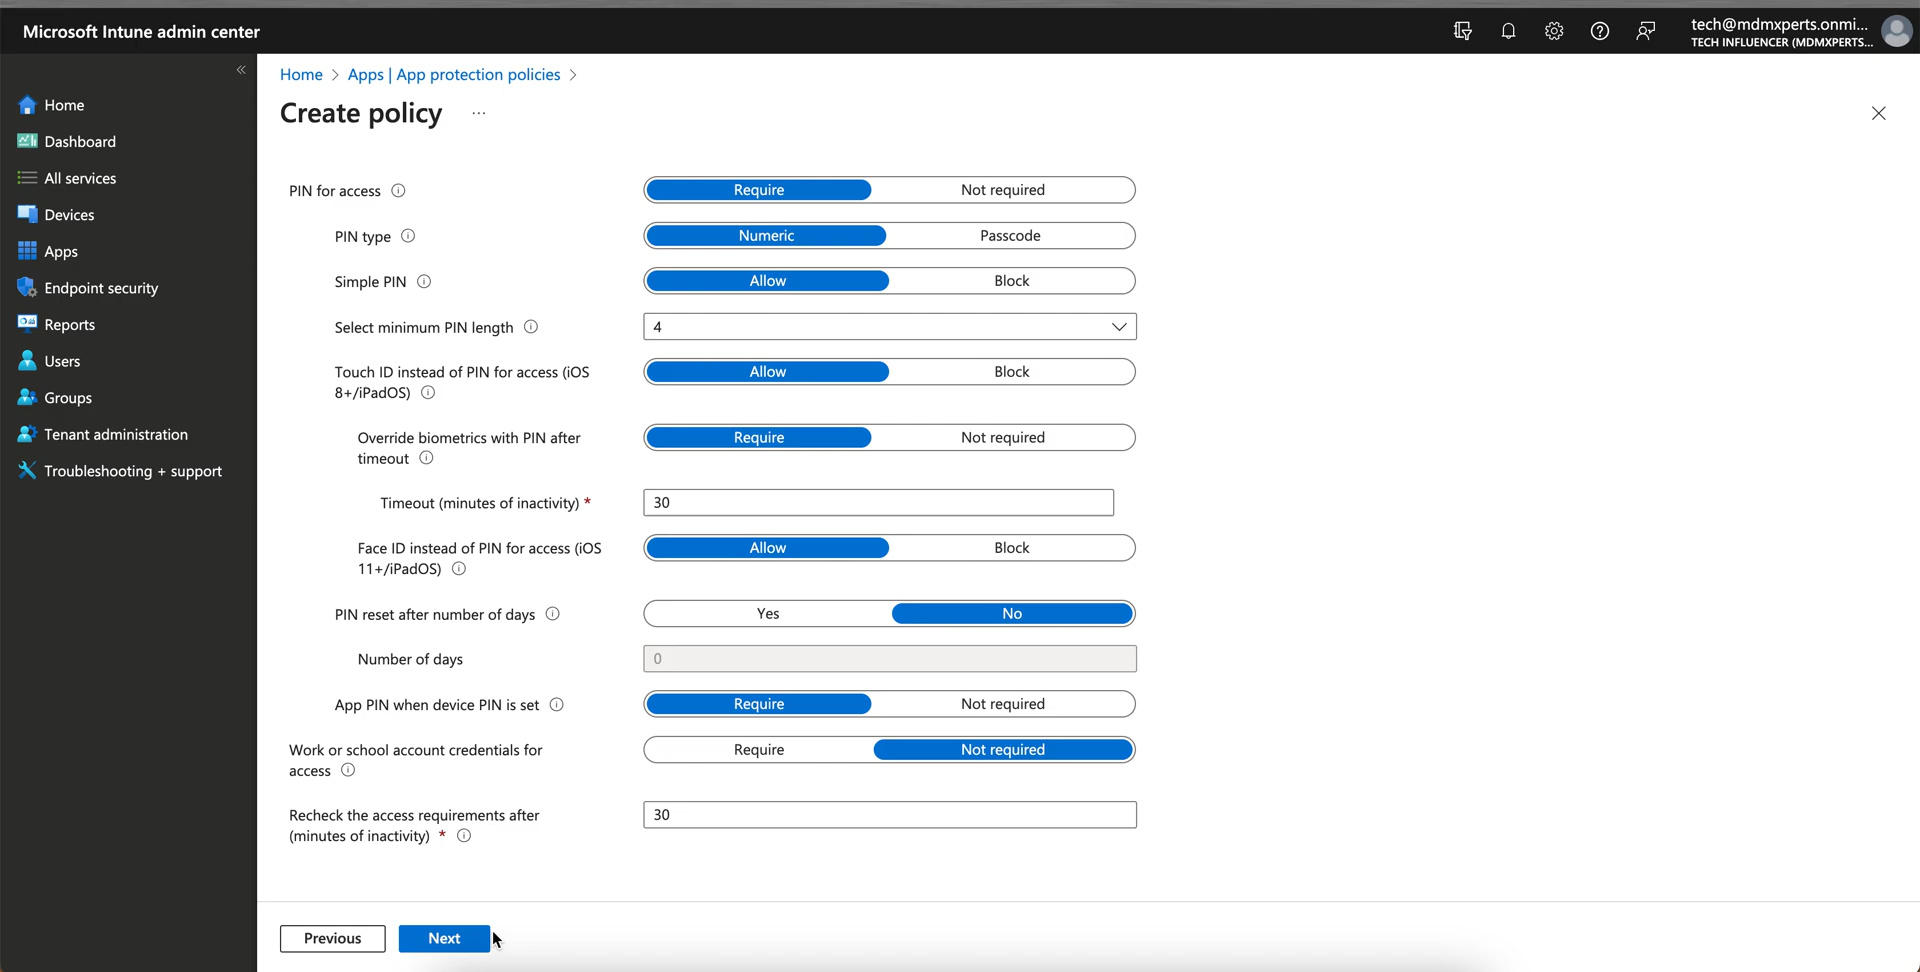 Microsoft Intune admin center
tech@mdmxperts.onmi...
TECH INFLUENCER (MDMXPERTS...
«
Home
Dashboard
All services
Devices
Apps
Endpoint security
Reports
Users
Groups
Tenant administration
Troubleshooting + support
Home > Apps | App protection policies >
Create policy ...
PIN for access Require Not required
PIN type Numeric Passcode
Simple PIN Allow Block
Select minimum PIN length 4
Touch ID instead of PIN for access (iOS
8+/iPadOS) Allow Block
Override biometrics with PIN after
timeout Require Not required
Timeout (minutes of inactivity) * 30
Face ID instead of PIN for access (iOS
11+/iPadOS) Allow Block
PIN reset after number of days Yes No
Number of days 0
App PIN when device PIN is set Require Not required
Work or school account credentials for
access Require Not required
Recheck the access requirements after
(minutes of inactivity) * 30
Previous Next